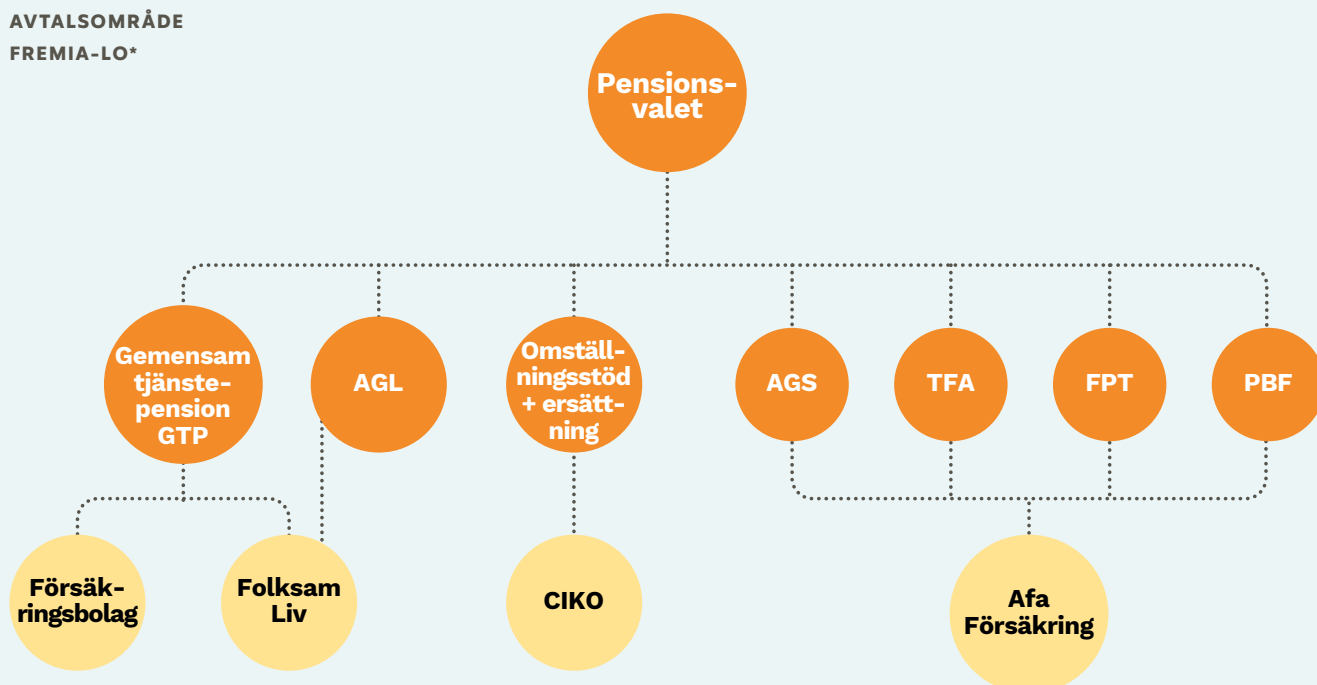 AVTALSOMRÅDE
FREMIA-LO*
Pensions-
valet
Gemensam
tjänste-
pension
GTP
AGL
Omställ-
ningsstöd
+ ersätt-
ning
AGS
TFA
FPT
PBF
Försäk-
ringsbolag
Folksam
Liv
CIKO
Afa
Försäkring